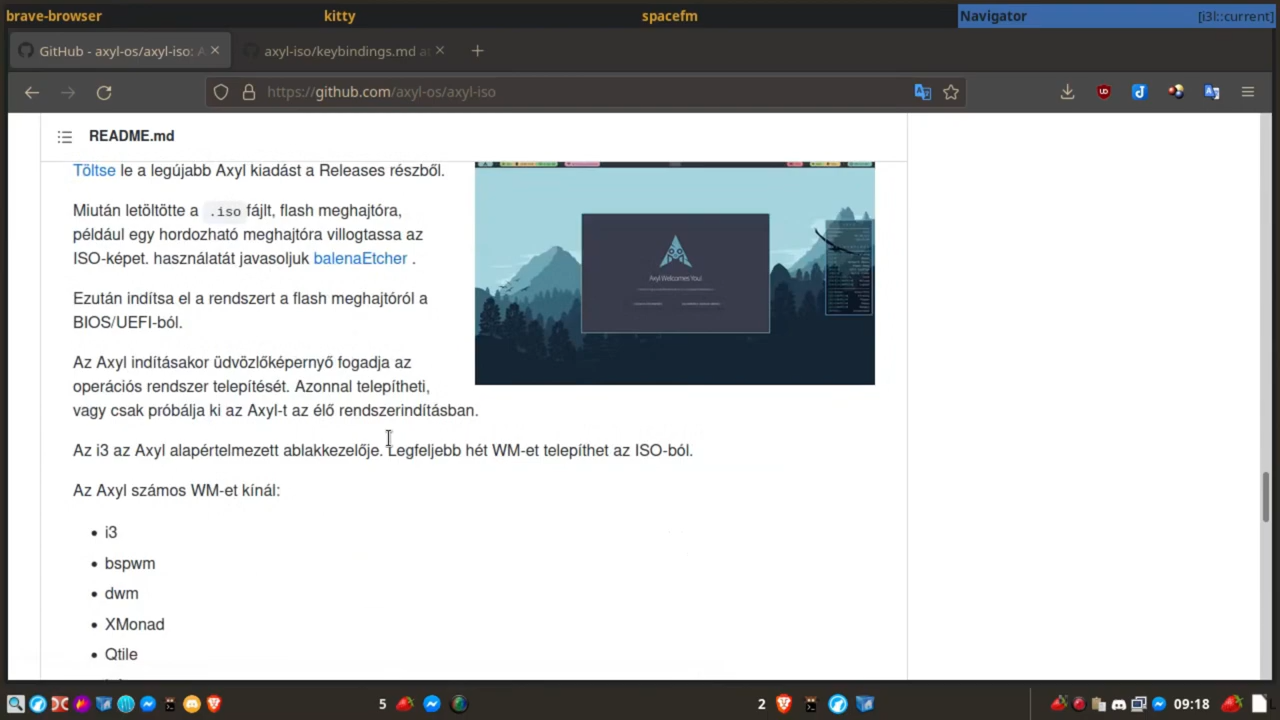 brave-browser kitty spacefm Navigator [i3l::current]
GitHub - axyl-os/axyl-iso: A axyl-iso/keybindings.md at
https://github.com/axyl-os/axyl-iso
README.md
Töltse le a legújabb Axyl kiadást a Releases részből.
Miután letöltötte a .iso fájlt, flash meghajtóra,
például egy hordozható meghajtóra villogtassa az
ISO-képet. használatát javasoljuk balenaEtcher .
Ezután indítsa el a rendszert a flash meghajtóról a
BIOS/UEFI-ból.
Az Axyl indításakor üdvözlőképernyő fogadja az
operációs rendszer telepítését. Azonnal telepítheti,
vagy csak próbálja ki az Axyl-t az élő rendszerindításban.
Axyl Welcomes You!
Az i3 az Axyl alapértelmezett ablakkezelője. Legfeljebb hét WM-et telepíthet az ISO-ból.
Az Axyl számos WM-et kínál:
• i3
• bspwm
• dwm
• XMonad
• Qtile
5 2 09:18